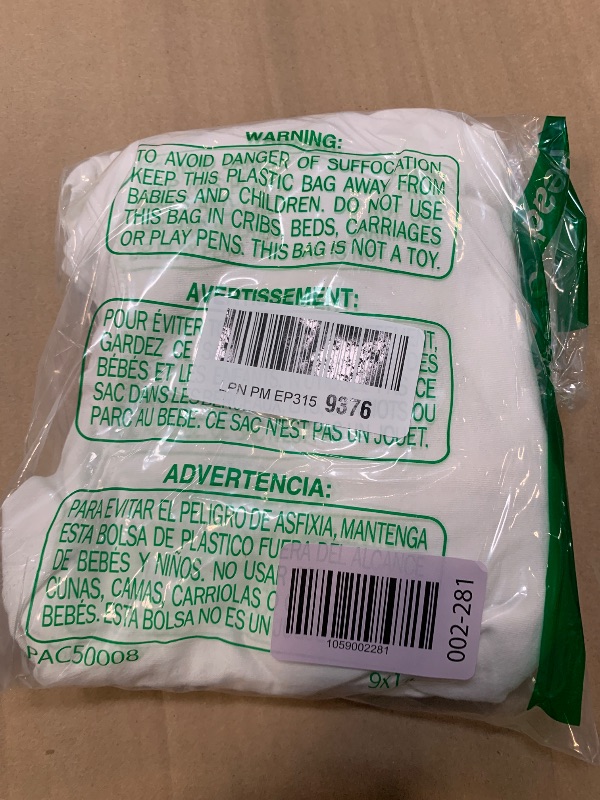 WARNING:
TO AVOID DANGER OF SUFFOCATION
KEEP THIS PLASTIC BAG AWAY FROM
BABIES AND CHILDREN. DO NOT USE
THIS BAG IN CRIBS, BEDS, CARRIAGES
OR PLAY PENS. THIS BAG IS NOT A TOY.
AVERTISSEMENT:
POUR ÉVITER
GARDEZ CE
BÉBÉS ET LES CE
SAC DANS OU
PARC AU BEBE. CE SAC N'EST PAS UN JOUET.
LPN PM EP315 9376
ADVERTENCIA:
PARA EVITAR EL PELIGRO DE ASFIXIA, MANTENGA
ESTA BOLSA DE PLÁSTICO FUERA DEL ALCANCE
DE BEBÉS Y NIÑOS. NO USAR
CUNAS, CAMAS, CARRIOLAS
BEBÉS. ESTA BOLSA NO ES UN
1059002281
002-281
PAC50008